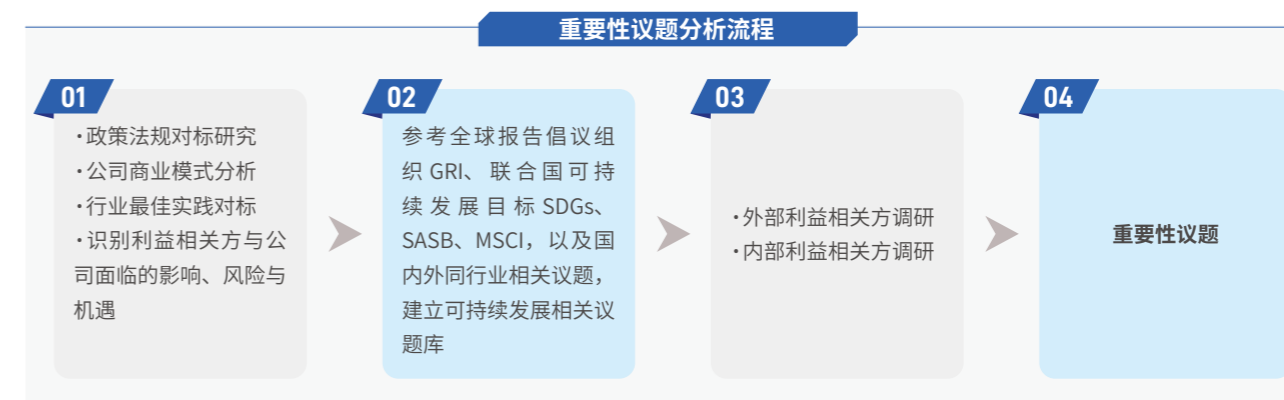 重要性议题分析流程
01
·政策法规对标研究
·公司商业模式分析
·行业最佳实践对标
·识别利益相关方与公
司面临的影响、风险与
机遇
02
参考全球报告倡议组
织 GRI、联合国可持
续发展目标 SDGs、
SASB、MSCI，以及国
内外同行业相关议题，
建立可持续发展相关议
题库
03
·外部利益相关方调研
·内部利益相关方调研
04
重要性议题